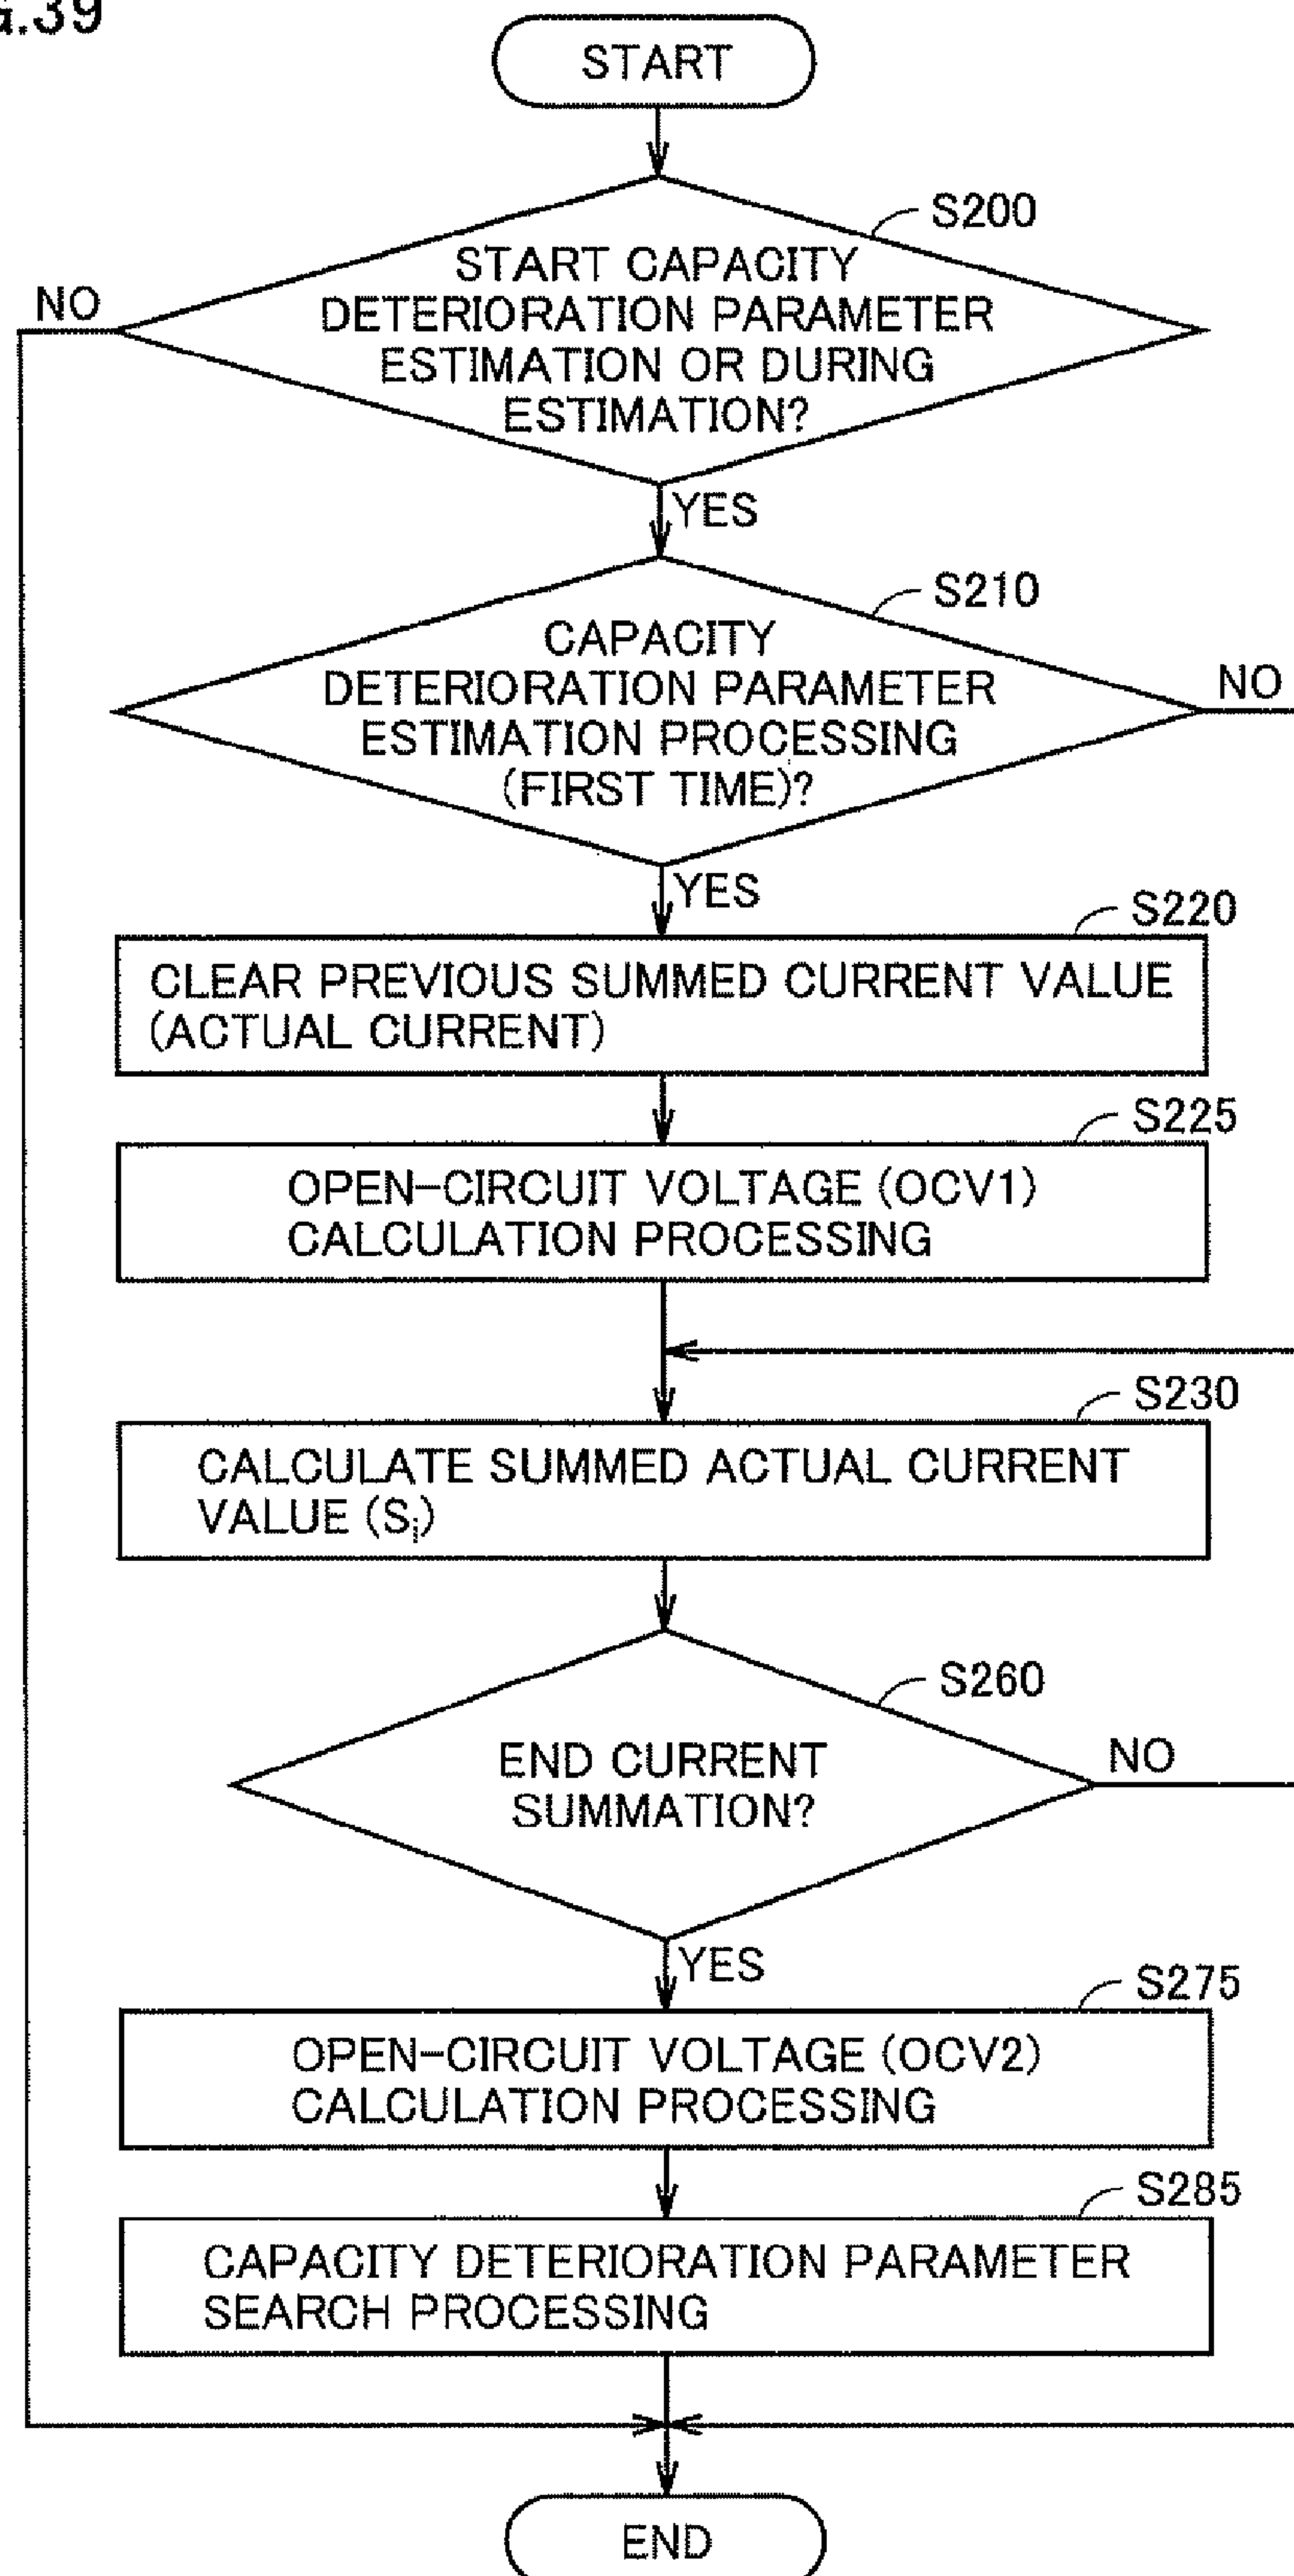 G.39
START
S200
START CAPACITY
DETERIORATION PARAMETER
ESTIMATION OR DURING
ESTIMATION?
NO
YES
S210
CAPACITY
DETERIORATION PARAMETER
ESTIMATION PROCESSING
(FIRST TIME)?
NO
YES
S220
CLEAR PREVIOUS SUMMED CURRENT VALUE
(ACTUAL CURRENT)
S225
OPEN-CIRCUIT VOLTAGE (OCV1)
CALCULATION PROCESSING
S230
CALCULATE SUMMED ACTUAL CURRENT
VALUE (Si)
S260
END CURRENT
SUMMATION?
NO
YES
S275
OPEN-CIRCUIT VOLTAGE (OCV2)
CALCULATION PROCESSING
S285
CAPACITY DETERIORATION PARAMETER
SEARCH PROCESSING
END